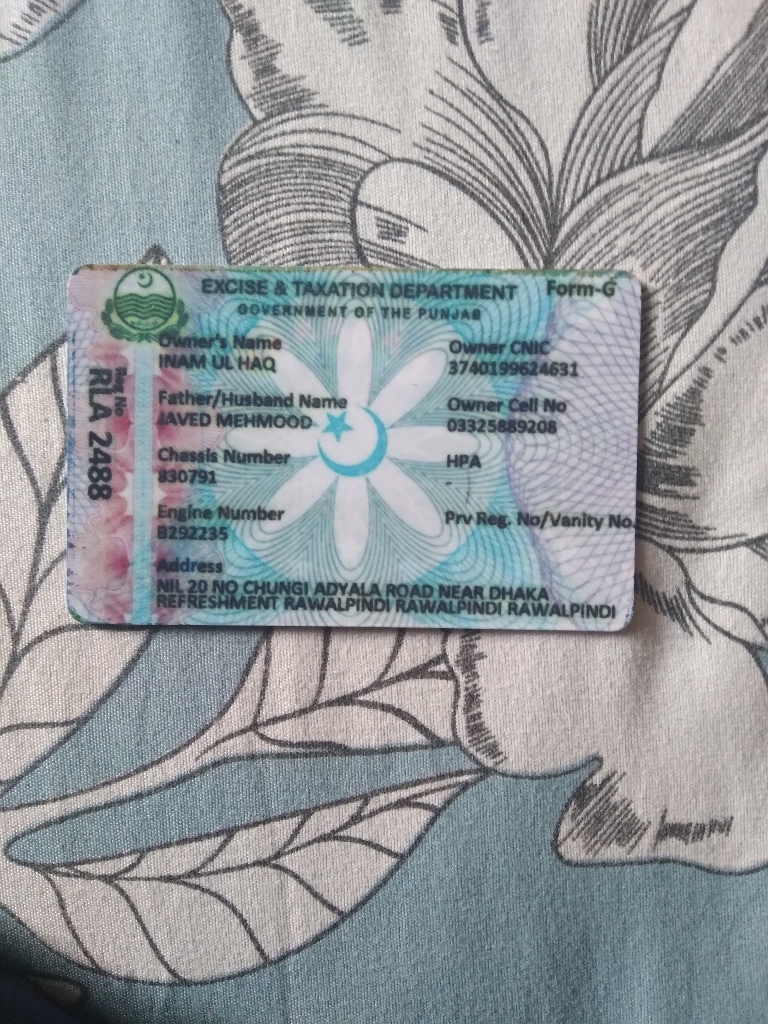 EXCISE & TAXATION DEPARTMENT Form-G
GOVERNMENT OF THE PUNJAB
Reg No
RLA 2488
Owner's Name
INAM UL HAQ
Owner CNIC
3740199624631
Father/Husband Name
JAVED MEHMOOD
Owner Cell No
03325889208
Chassis Number
830791
HPA
-
Engine Number
8292235
Prv Reg. No/Vanity No.
Address
NIL 20 NO CHUNGI ADYALA ROAD NEAR DHAKA
REFRESHMENT RAWALPINDI RAWALPINDI RAWALPINDI